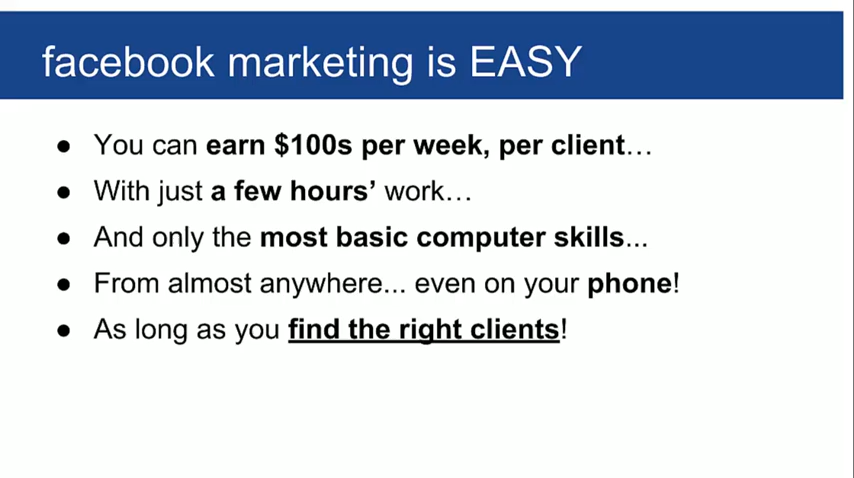 facebook marketing is EASY
● You can earn $100s per week, per client…
● With just a few hours’ work…
● And only the most basic computer skills...
● From almost anywhere... even on your phone!
● As long as you find the right clients!